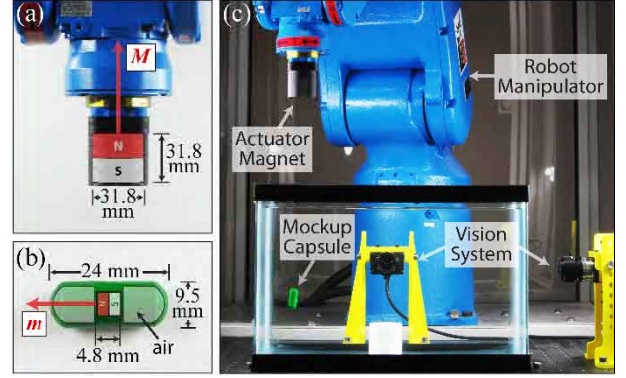 (a)
M
N
S
31.8
mm
31.8
mm
(b)
24 mm
m
N
S
9.5
mm
air
4.8 mm
(c)
Robot
Manipulator
Actuator
Magnet
Mockup
Capsule
Vision
System